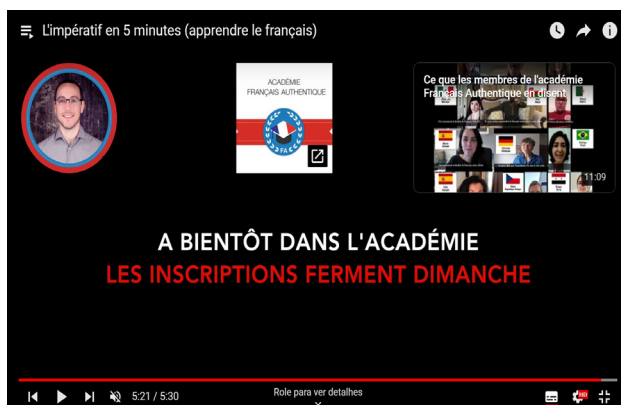 L'impératif en 5 minutes (apprendre le français)
ACADÉMIE
FRANÇAIS AUTHENTIQUE
FA
Ce que les membres de l'académie
Français Authentique en disent
11:09
A BIENTÔT DANS L'ACADÉMIE
LES INSCRIPTIONS FERMENT DIMANCHE
5:21 / 5:30
Role para ver detalhes
HD